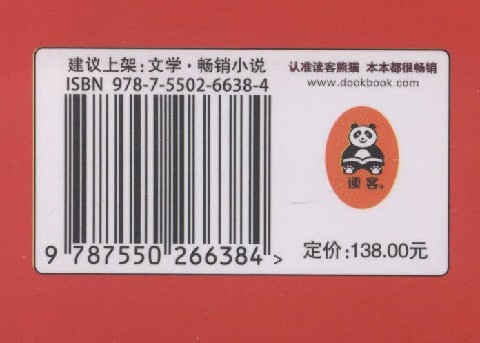 建议上架:文学·畅销小说
ISBN 978-7-5502-6638-4
9 787550 266384 >
认准读客熊猫 本本都很畅销
www.dookbook.com
读客®
定价:138.00元